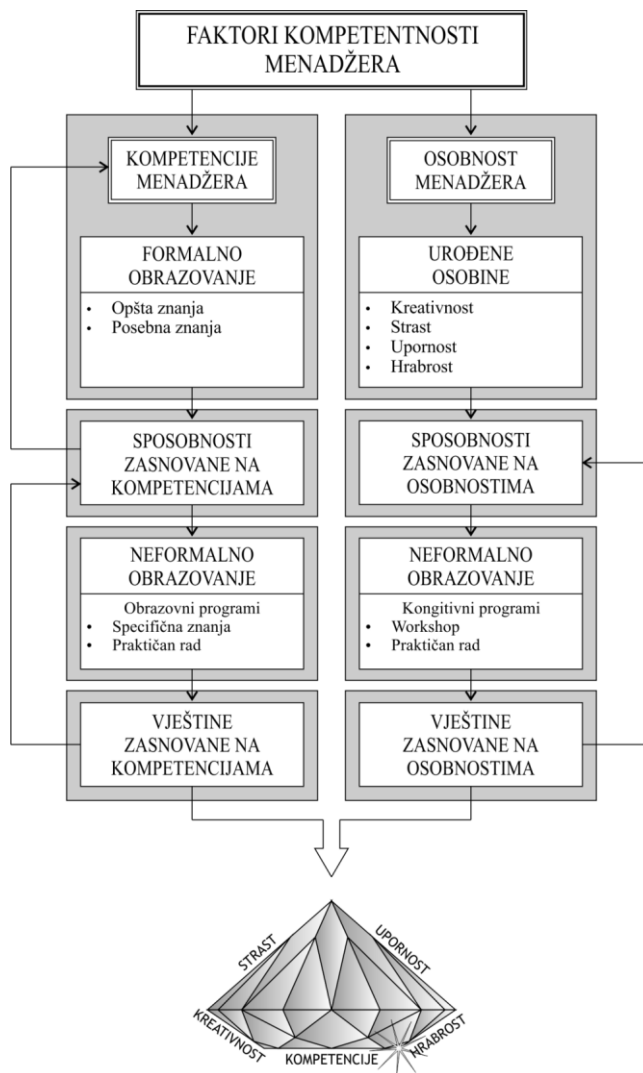 FAKTORI KOMPETENTNOSTI
MENADŽERA
KOMPETENCIJE
MENADŽERA
FORMALNO
OBRAZOVANJE
• Opšta znanja
• Posebna znanja
SPOSOBNOSTI
ZASNOVANE NA
KOMPETENCIJAMA
NEFORMALNO
OBRAZOVANJE
Obrazovni programi
• Specifična znanja
• Praktičan rad
VJEŠTINE
ZASNOVANE NA
KOMPETENCIJAMA
OSOBNOST
MENADŽERA
UROĐENE
OSOBINE
• Kreativnost
• Strast
• Upornost
• Hrabrost
SPOSOBNOSTI
ZASNOVANE NA
OSOBNOSTIMA
NEFORMALNO
OBRAZOVANJE
Kongitivni programi
• Workshop
• Praktičan rad
VJEŠTINE
ZASNOVANE NA
OSOBNOSTIMA
STRAST
UPORNOST
KREATIVNOST
KOMPETENCIJE
HRABROST